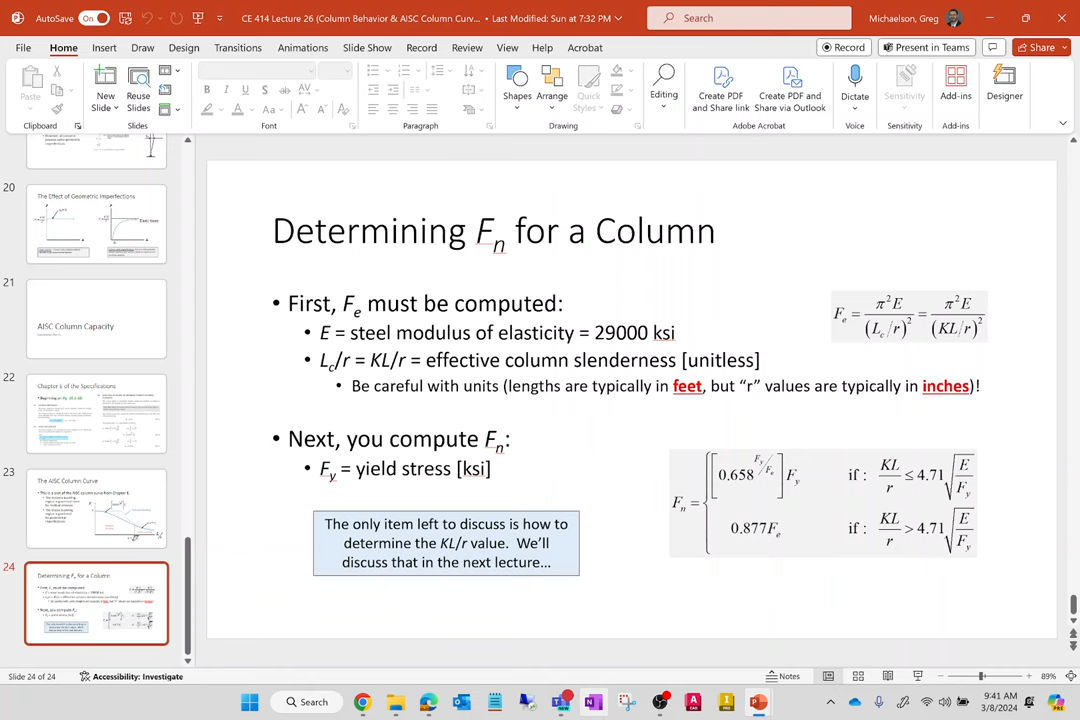 AutoSave On CE 414 Lecture 26 (Column Behavior & AISC Column Curv... • Last Modified: Sun at 7:32 PM Search Michaelson, Greg
File Home Insert Draw Design Transitions Animations Slide Show Record Review View Help Acrobat Record Present in Teams Share
Paste New Slide Reuse Slides Shapes Arrange Quick Styles Editing Create PDF and Share link Create PDF and Share via Outlook Dictate Sensitivity Add-ins Designer
B I U S ab AV Aa A A A
Clipboard Slides Font Paragraph Drawing Adobe Acrobat Voice Sensitivity Add-ins
20
The Effect of Geometric Imperfections
21
AISC Column Capacity
22
Chapter E of the Specifications
23
The AISC Column Curve
24
Determining Fn for a Column
Determining Fn for a Column
• First, Fe must be computed:
• E = steel modulus of elasticity = 29000 ksi
• Lc/r = KL/r = effective column slenderness [unitless]
• Be careful with units (lengths are typically in feet, but “r” values are typically in inches)!
Fe = π²E / (Lc/r)² = π²E / (KL/r)²
• Next, you compute Fn:
• Fy = yield stress [ksi]
Fn = { [0.658^(Fy/Fe)] Fy if : KL/r ≤ 4.71 √(E/Fy)
0.877Fe if : KL/r > 4.71 √(E/Fy)
The only item left to discuss is how to
determine the KL/r value. We’ll
discuss that in the next lecture...
Slide 24 of 24 Accessibility: Investigate Notes 89%
Search 9:41 AM
3/8/2024